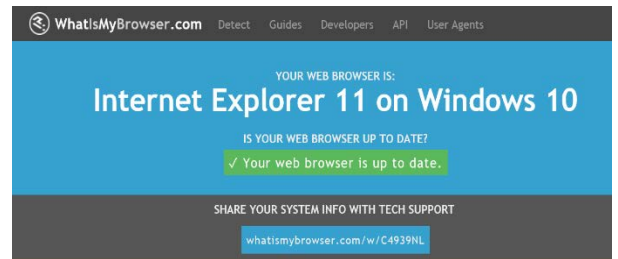 WhatIsMyBrowser.com Detect Guides Developers API User Agents
YOUR WEB BROWSER IS:
Internet Explorer 11 on Windows 10
IS YOUR WEB BROWSER UP TO DATE?
✓ Your web browser is up to date.
SHARE YOUR SYSTEM INFO WITH TECH SUPPORT
whatismybrowser.com/w/C4939NL